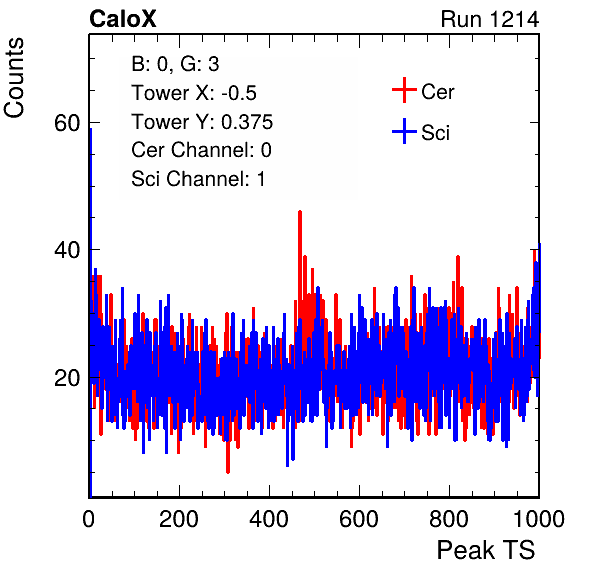 CaloX Run 1214
Counts
B: 0, G: 3
Tower X: -0.5
Tower Y: 0.375
Cer Channel: 0
Sci Channel: 1
Cer
Sci
60
40
20
0 200 400 600 800 1000
Peak TS